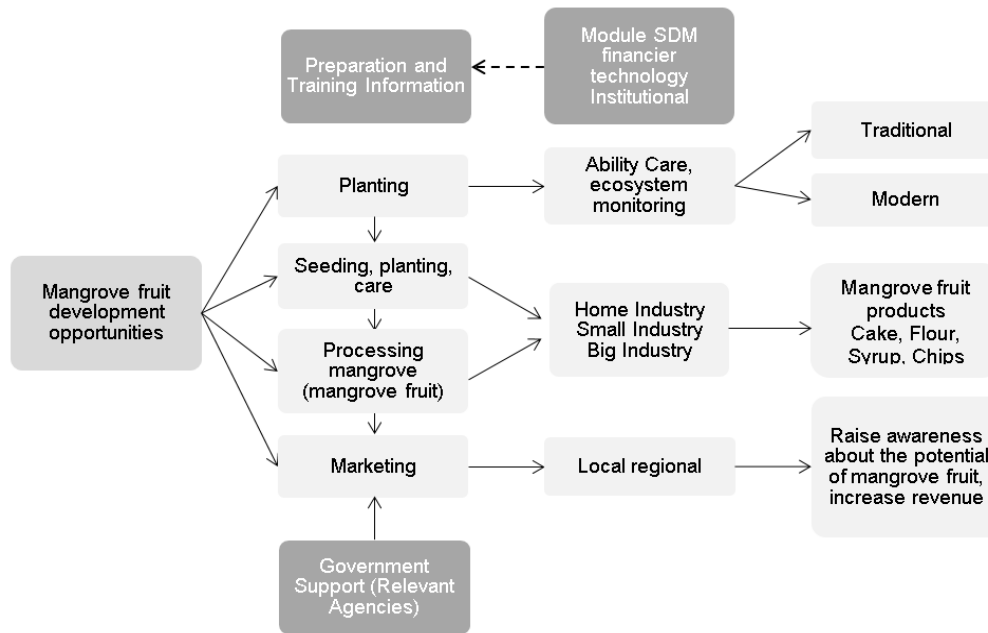 Module SDM
financier
technology
Institutional
Preparation and
Training Information
Traditional
Planting
Ability Care,
ecosystem
monitoring
Modern
Mangrove fruit
development
opportunities
Seeding, planting,
care
Home Industry
Small Industry
Big Industry
Mangrove fruit
products
Cake, Flour,
Syrup, Chips
Processing
mangrove
(mangrove fruit)
Marketing
Local regional
Raise awareness
about the potential
of mangrove fruit,
increase revenue
Government
Support (Relevant
Agencies)